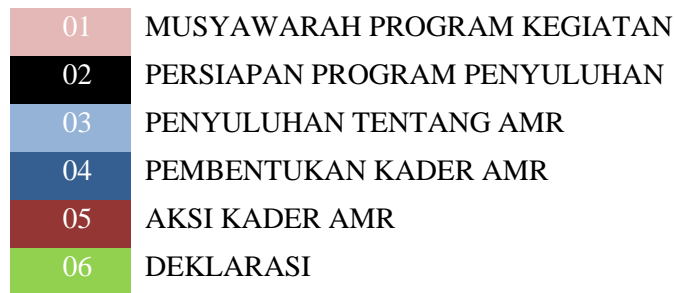 01 MUSYAWARAH PROGRAM KEGIATAN
02 PERSIAPAN PROGRAM PENYULUHAN
03 PENYULUHAN TENTANG AMR
04 PEMBENTUKAN KADER AMR
05 AKSI KADER AMR
06 DEKLARASI